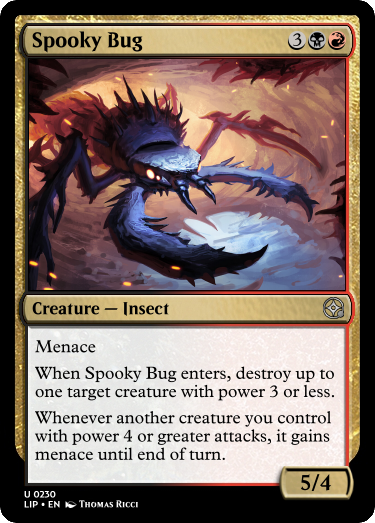 Spooky Bug 3
Creature — Insect
Menace
When Spooky Bug enters, destroy up to
one target creature with power 3 or less.
Whenever another creature you control
with power 4 or greater attacks, it gains
menace until end of turn.
5/4
U 0230
LIP • EN Thomas Ricci